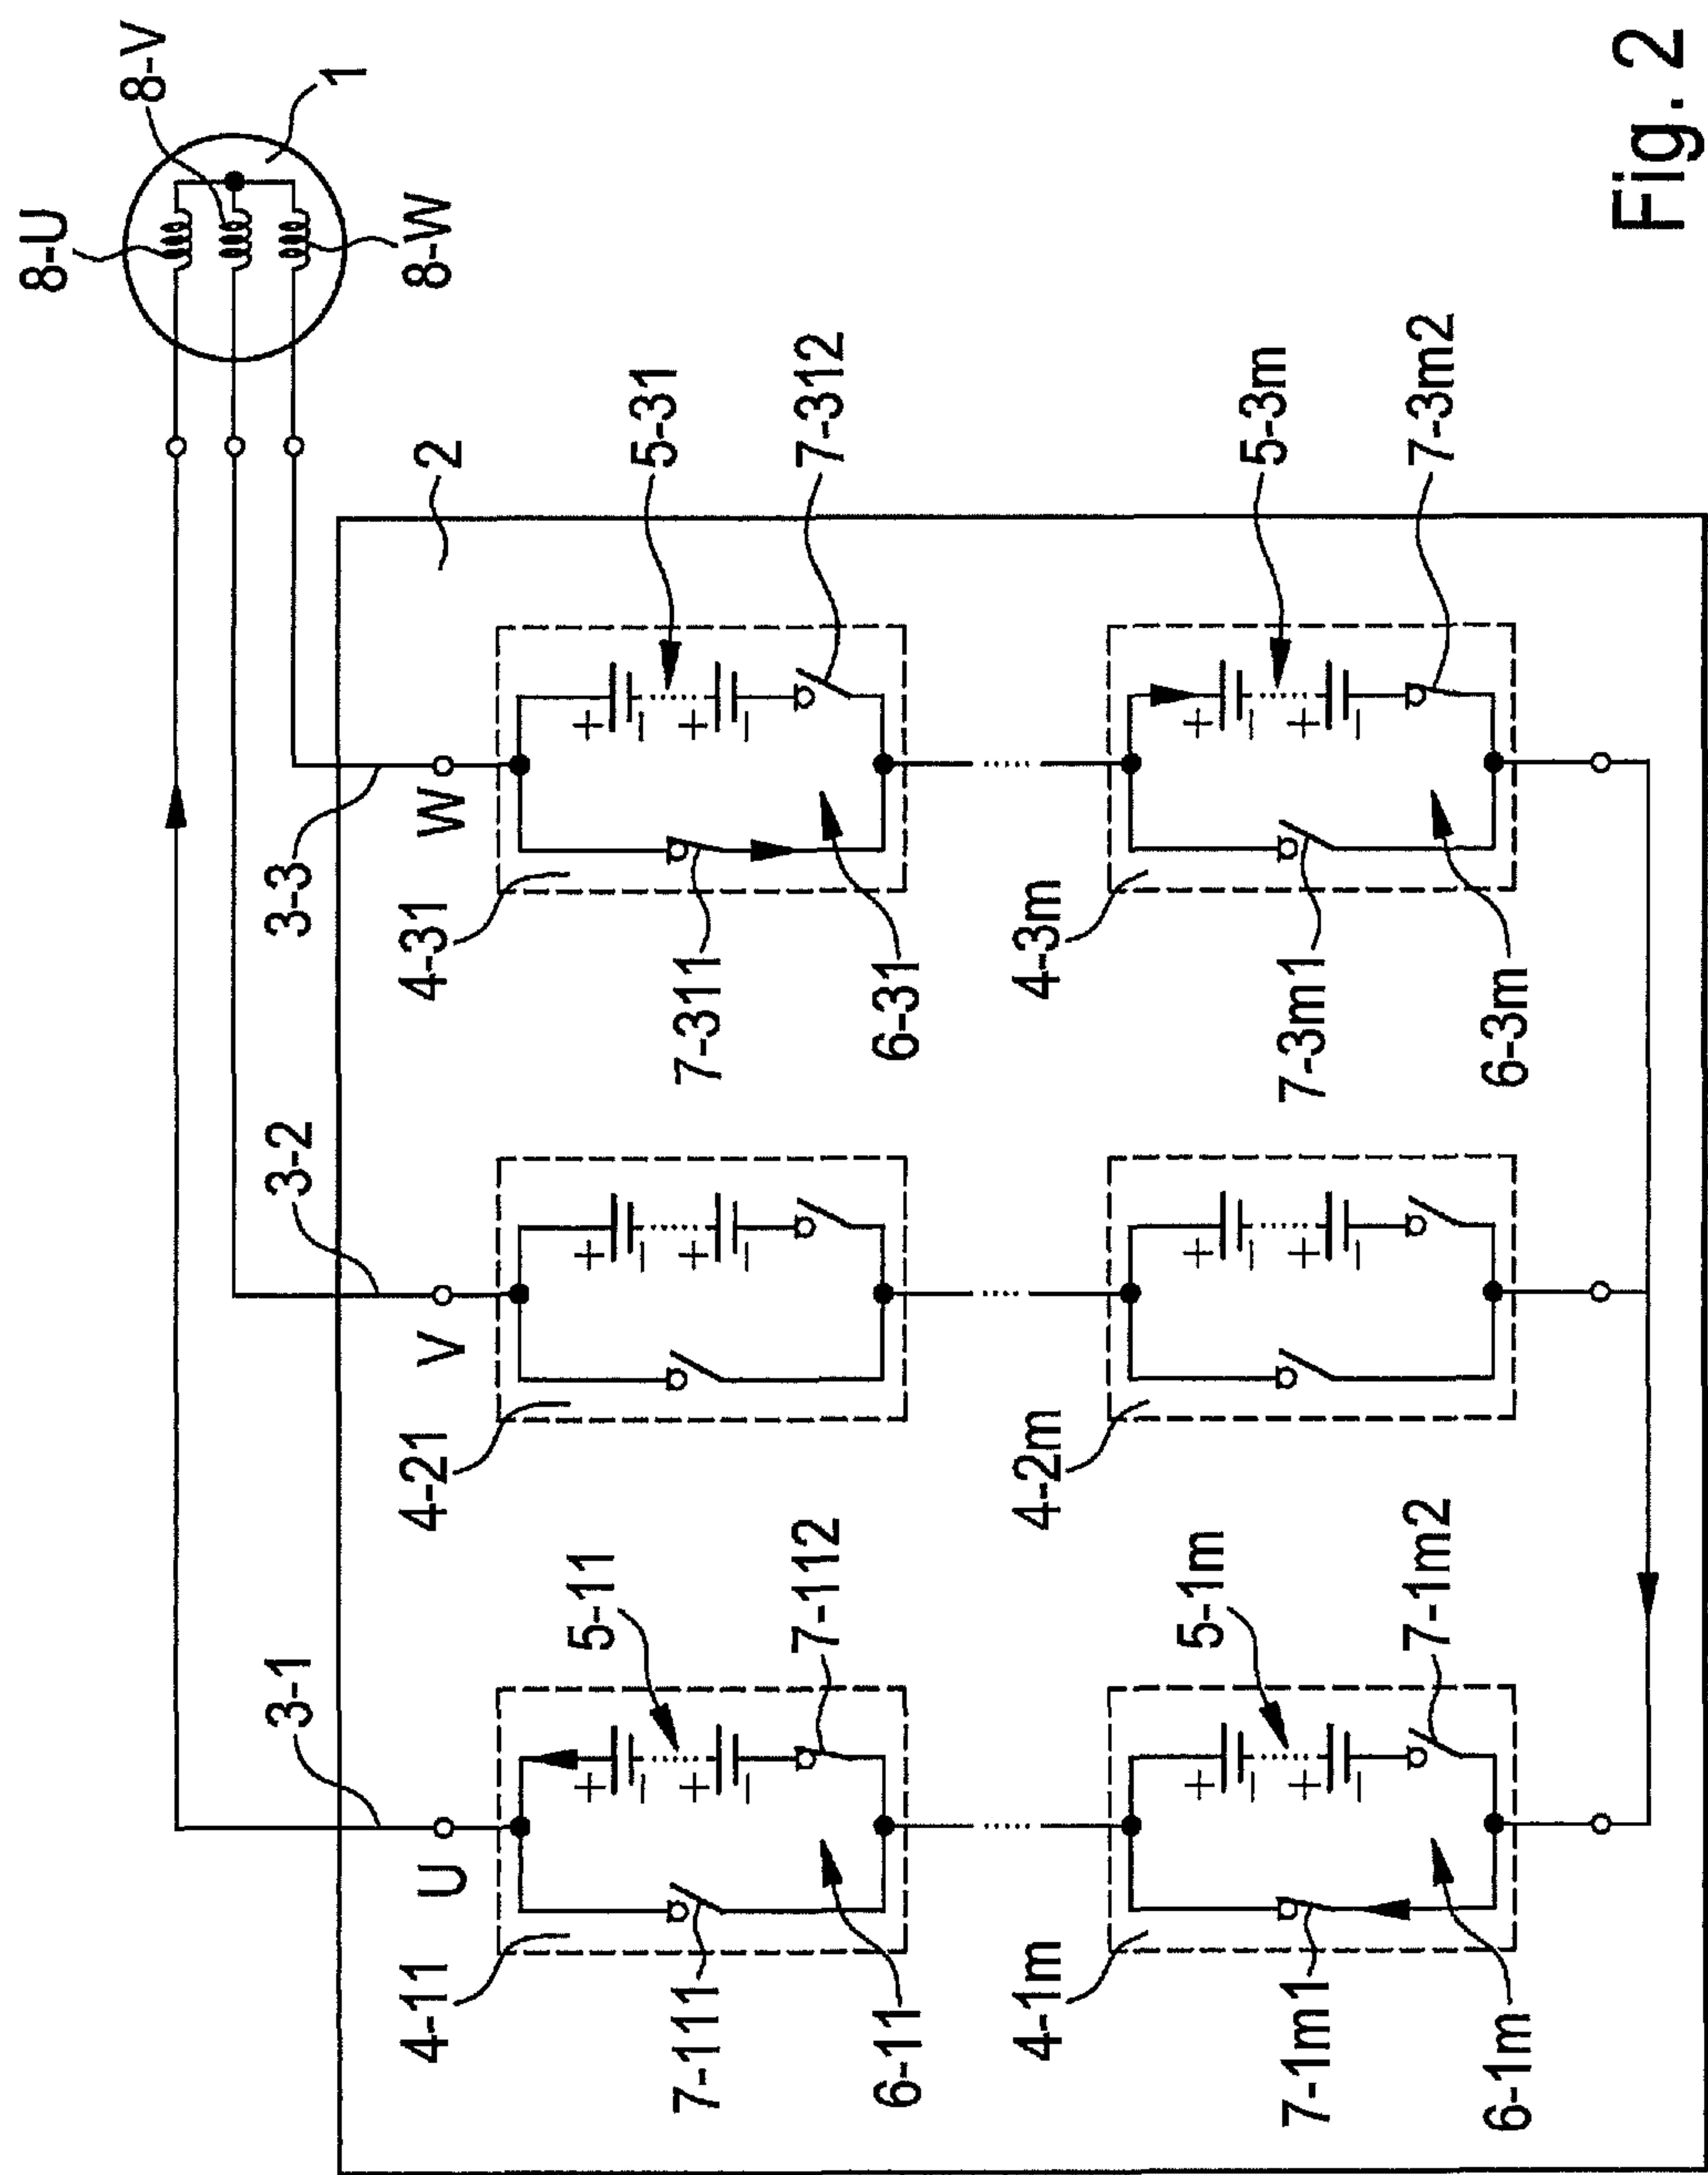 8-U
8-V
1
3-1
3-2
3-3
8-W
U
V
W
2
4-11
4-21
4-31
5-11
5-31
7-111
7-311
7-112
7-312
6-11
6-31
4-1m
4-2m
4-3m
5-1m
5-3m
7-1m1
7-3m1
7-1m2
7-3m2
6-1m
6-3m
Fig. 2